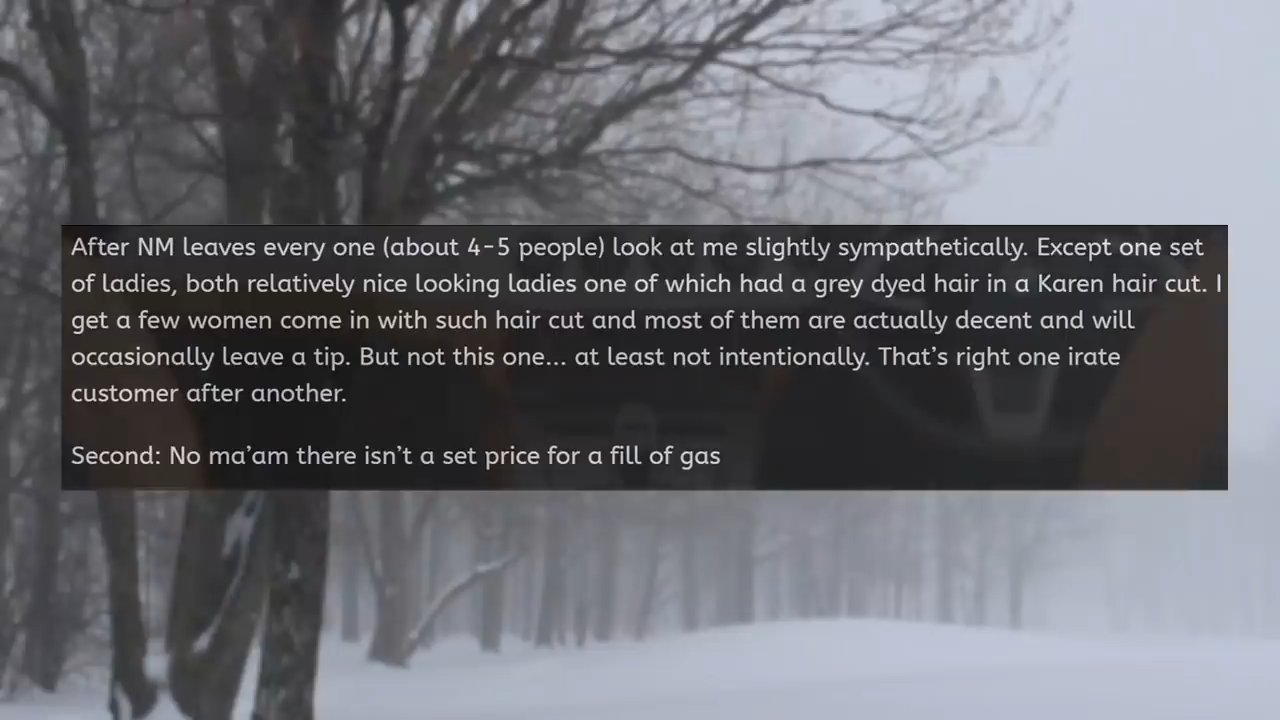 After NM leaves every one (about 4-5 people) look at me slightly sympathetically. Except one set
of ladies, both relatively nice looking ladies one of which had a grey dyed hair in a Karen hair cut. I
get a few women come in with such hair cut and most of them are actually decent and will
occasionally leave a tip. But not this one... at least not intentionally. That's right one irate
customer after another.
Second: No ma'am there isn't a set price for a fill of gas